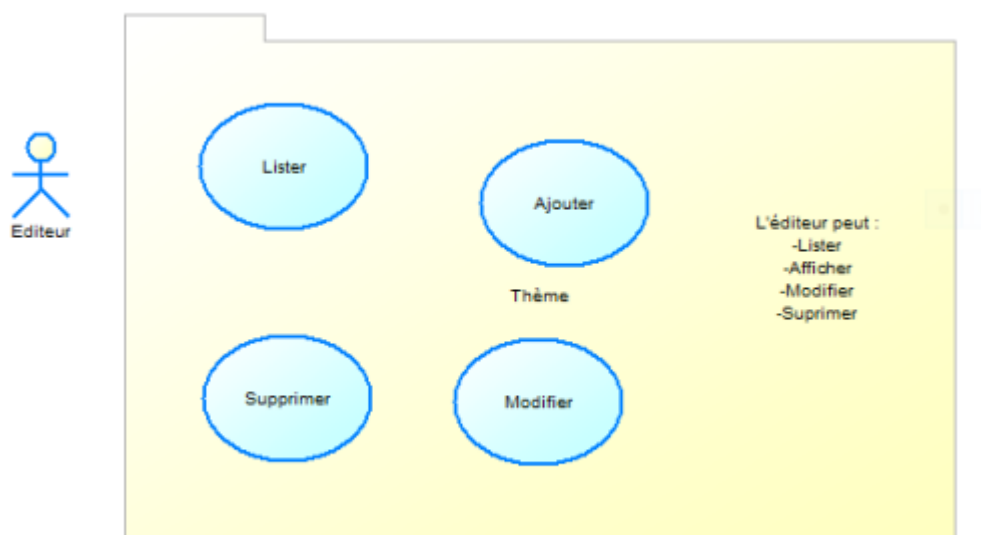 Editeur
Lister
Ajouter
Thème
Supprimer
Modifier
L'éditeur peut :
-Lister
-Afficher
-Modifier
-Suprimer